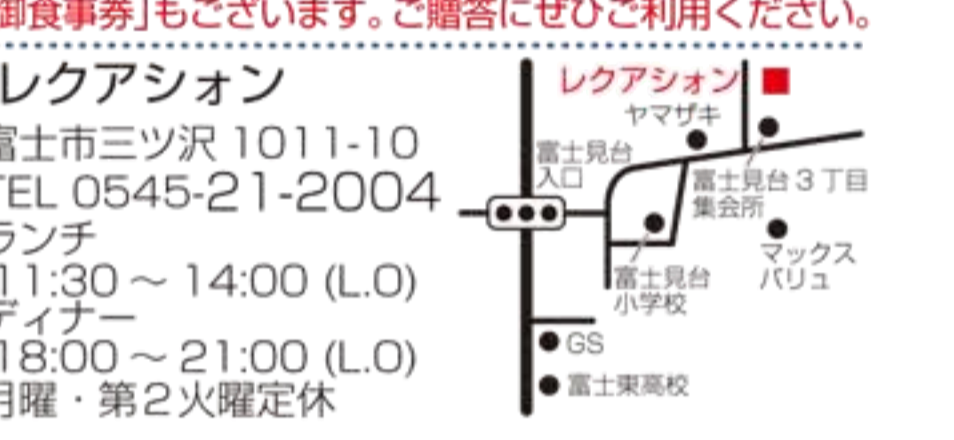 御食事券］もございます。ご贈答にぜひご利用ください。
レクアション
富士市三ツ沢 1011-10
TEL 0545-21-2004
ランチ
11:30 ～ 14:00 (L.O)
ディナー
18:00 ～ 21:00 (L.O)
月曜・第２火曜定休
レクアション
ヤマザキ
富士見台
入口
富士見台 3 丁目
集会所
マックス
バリュ
富士見台
小学校
GS
富士東高校